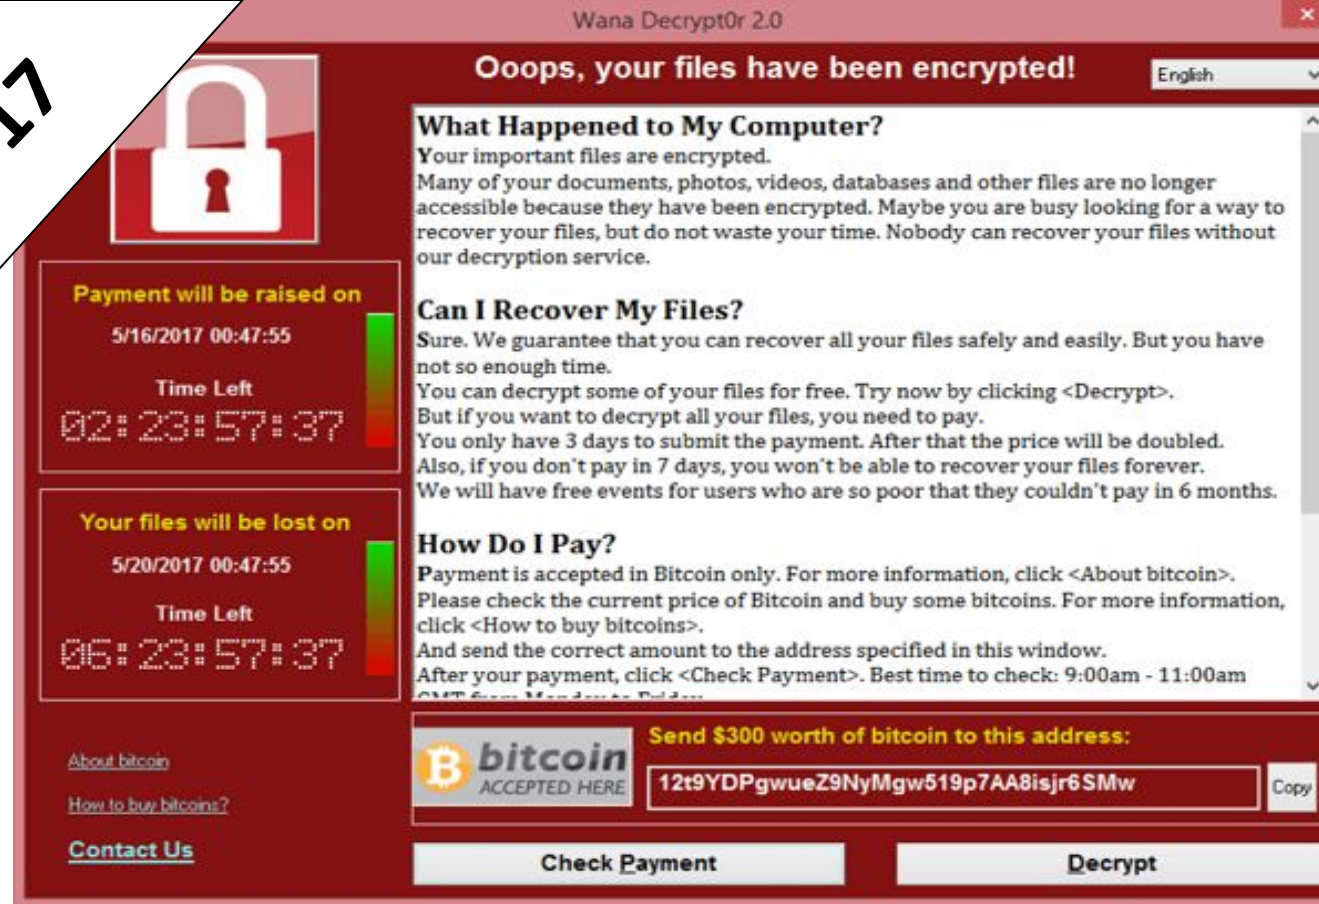 17
Wana Decrypt0r 2.0
Ooops, your files have been encrypted!
English
What Happened to My Computer?
Your important files are encrypted.
Many of your documents, photos, videos, databases and other files are no longer
accessible because they have been encrypted. Maybe you are busy looking for a way to
recover your files, but do not waste your time. Nobody can recover your files without
our decryption service.
Can I Recover My Files?
Sure. We guarantee that you can recover all your files safely and easily. But you have
not so enough time.
You can decrypt some of your files for free. Try now by clicking <Decrypt>.
But if you want to decrypt all your files, you need to pay.
You only have 3 days to submit the payment. After that the price will be doubled.
Also, if you don't pay in 7 days, you won't be able to recover your files forever.
We will have free events for users who are so poor that they couldn't pay in 6 months.
How Do I Pay?
Payment is accepted in Bitcoin only. For more information, click <About bitcoin>.
Please check the current price of Bitcoin and buy some bitcoins. For more information,
click <How to buy bitcoins>.
And send the correct amount to the address specified in this window.
After your payment, click <Check Payment>. Best time to check: 9:00am - 11:00am
GMT from Monday to Friday
Payment will be raised on
5/16/2017 00:47:55
Time Left
02:23:57:37
Your files will be lost on
5/20/2017 00:47:55
Time Left
06:23:57:37
About bitcoin
How to buy bitcoins?
Contact Us
bitcoin
ACCEPTED HERE
Send $300 worth of bitcoin to this address:
12t9YDPgwueZ9NyMgw519p7AA8isjr6SMw
Copy
Check Payment
Decrypt